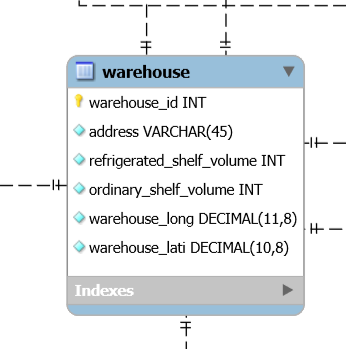 warehouse
warehouse_id INT
address VARCHAR(45)
refrigerated_shelf_volume INT
ordinary_shelf_volume INT
warehouse_long DECIMAL(11,8)
warehouse_lati DECIMAL(10,8)
Indexes